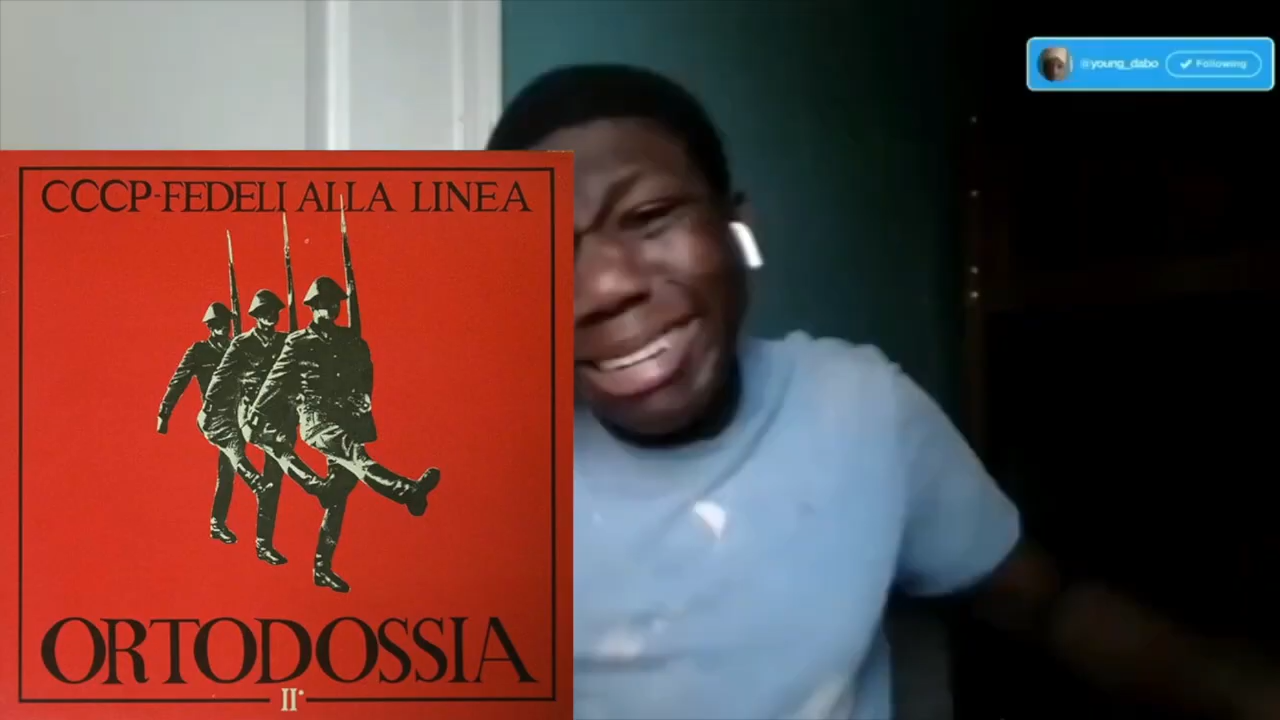 CCCP-FEDELI ALLA LINEA
ORTODOSSIA
II°
@young_dabo
Following